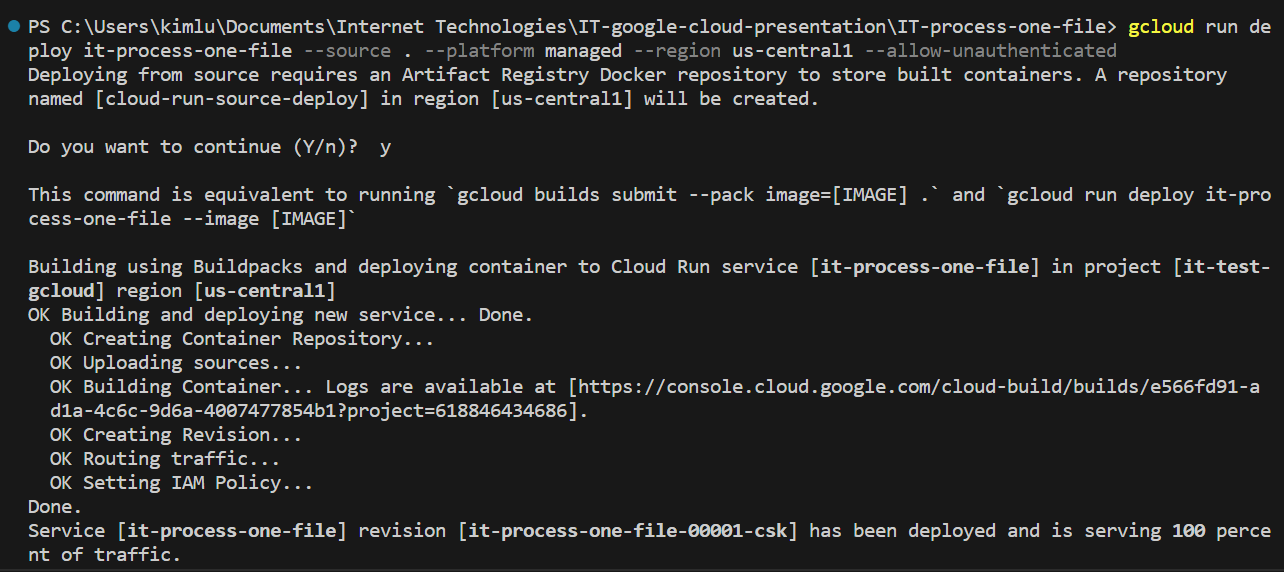 PS C:\Users\kimlu\Documents\Internet Technologies\IT-google-cloud-presentation\IT-process-one-file> gcloud run de
ploy it-process-one-file --source . --platform managed --region us-central1 --allow-unauthenticated
Deploying from source requires an Artifact Registry Docker repository to store built containers. A repository
named [cloud-run-source-deploy] in region [us-central1] will be created.

Do you want to continue (Y/n)?  y

This command is equivalent to running `gcloud builds submit --pack image=[IMAGE] .` and `gcloud run deploy it-pro
cess-one-file --image [IMAGE]`

Building using Buildpacks and deploying container to Cloud Run service [it-process-one-file] in project [it-test-
gcloud] region [us-central1]
OK Building and deploying new service... Done.
  OK Creating Container Repository...
  OK Uploading sources...
  OK Building Container... Logs are available at [https://console.cloud.google.com/cloud-build/builds/e566fd91-a
  d1a-4c6c-9d6a-4007477854b1?project=618846434686].
  OK Creating Revision...
  OK Routing traffic...
  OK Setting IAM Policy...
Done.
Service [it-process-one-file] revision [it-process-one-file-00001-csk] has been deployed and is serving 100 perce
nt of traffic.